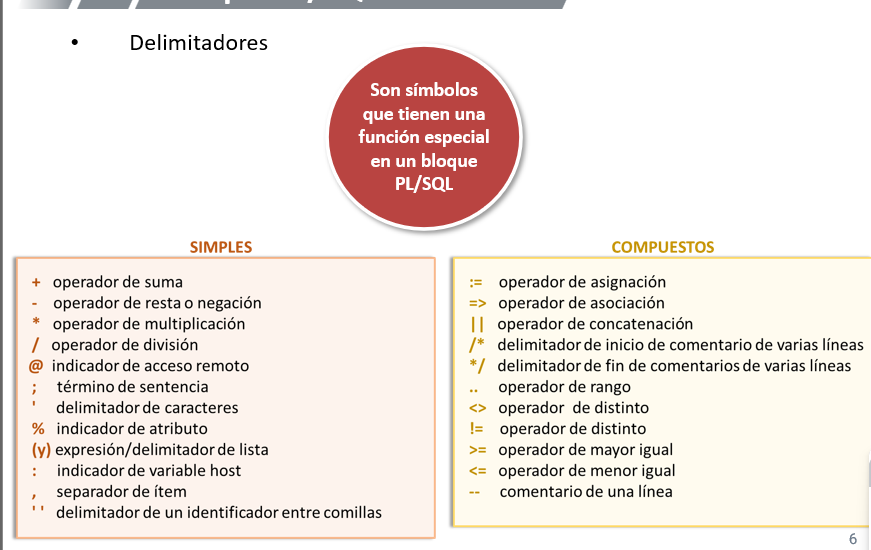 • Delimitadores
Son símbolos
que tienen una
función especial
en un bloque
PL/SQL
SIMPLES
+ operador de suma
- operador de resta o negación
* operador de multiplicación
/ operador de división
@ indicador de acceso remoto
; término de sentencia
' delimitador de caracteres
% indicador de atributo
(y) expresión/delimitador de lista
: indicador de variable host
, separador de ítem
' ' delimitador de un identificador entre comillas
COMPUESTOS
:= operador de asignación
=> operador de asociación
|| operador de concatenación
/* delimitador de inicio de comentario de varias líneas
*/ delimitador de fin de comentarios de varias líneas
.. operador de rango
<> operador de distinto
!= operador de distinto
>= operador de mayor igual
<= operador de menor igual
-- comentario de una línea
6